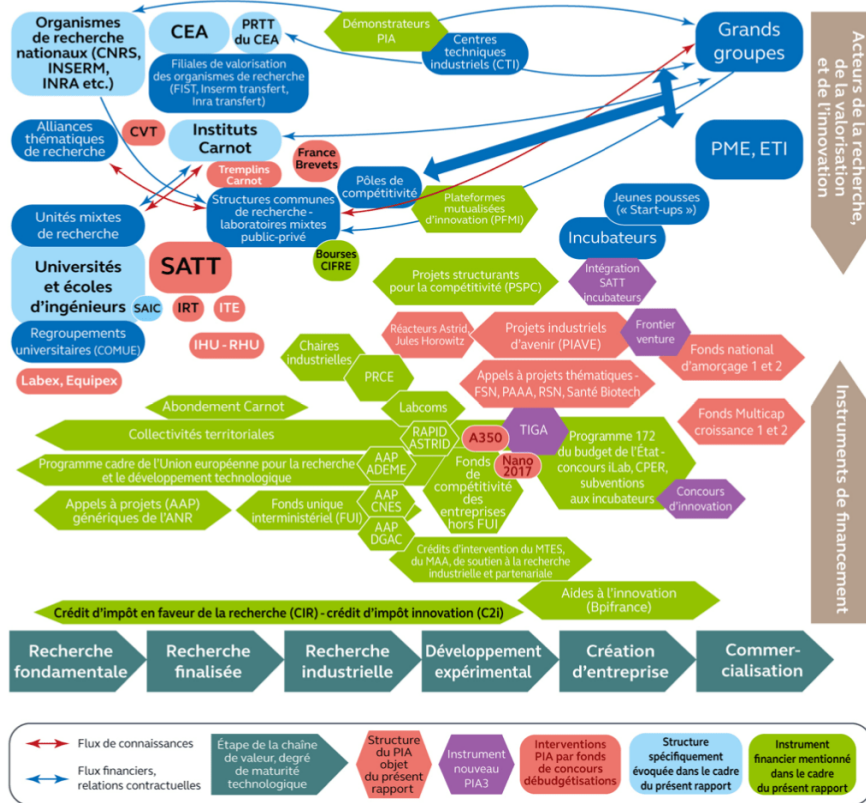 Organismes
de recherche
nationaux (CNRS,
INSERM,
INRA etc.)
CEA
PRTT
du CEA
Démonstrateurs
PIA
Centres
techniques
industriels (CTI)
Grands
groupes
Filiales de valorisation
des organismes de recherche
(FIST, Inserm transfert,
Inra transfert)
Alliances
thématiques
de recherche
CVT
Instituts
Carnot
Tremplins
Carnot
France
Brevets
PME, ETI
Pôles de
compétitivité
Structures communes
de recherche -
laboratoires mixtes
public-privé
Plateformes
mutualisées
d'innovation (PFMI)
Jeunes pousses
(« Start-ups »)
Incubateurs
Unités mixtes
de recherche
Bourses
CIFRE
Universités
et écoles
d'ingénieurs
SATT
SAIC
IRT
ITE
Projets structurants
pour la compétitivité (PSPC)
Intégration
SATT
incubateurs
Regroupements
universitaires (COMUE)
IHU - RHU
Labex, Equipex
Chaires
industrielles
PRCE
Réacteurs Astrid,
Jules Horowitz
Projets industriels
d'avenir (PIAVE)
Frontier
venture
Fonds national
d'amorçage 1 et 2
Appels à projets thématiques -
FSN, PAAA, RSN, Santé Biotech
Abondement Carnot
Labcoms
Fonds Multicap
croissance 1 et 2
Collectivités territoriales
RAPID
ASTRID
A350
TIGA
Programme 172
du budget de l'État -
concours iLab, CPER,
subventions
aux incubateurs
Programme cadre de l'Union européenne pour la recherche
et le développement technologique
AAP
ADEME
Fonds
de
compétitivité
des
entreprises
hors FUI
Nano
2017
Concours
d'innovation
Appels à projets (AAP)
génériques de l'ANR
Fonds unique
interministériel (FUI)
AAP
CNES
AAP
DGAC
Crédits d'intervention du MTES,
du MAA, de soutien à la recherche
industrielle et partenariale
Aides à l'innovation
(Bpifrance)
Crédit d'impôt en faveur de la recherche (CIR) - crédit d'impôt innovation (C2i)
Acteurs de la recherche,
de la valorisation
et de l'innovation
Instruments de financement
Recherche
fondamentale
Recherche
finalisée
Recherche
industrielle
Développement
expérimental
Création
d'entreprise
Commer-
cialisation
Flux de connaissances
Flux financiers,
relations contractuelles
Étape de la chaîne
de valeur, degré
de maturité
technologique
Structure
du PIA
objet
du présent
rapport
Instrument
nouveau
PIA3
Interventions
PIA par fonds
de concours
débudgétisations
Structure
spécifiquement
évoquée dans le cadre
du présent rapport
Instrument
financier mentionné
dans le cadre
du présent rapport